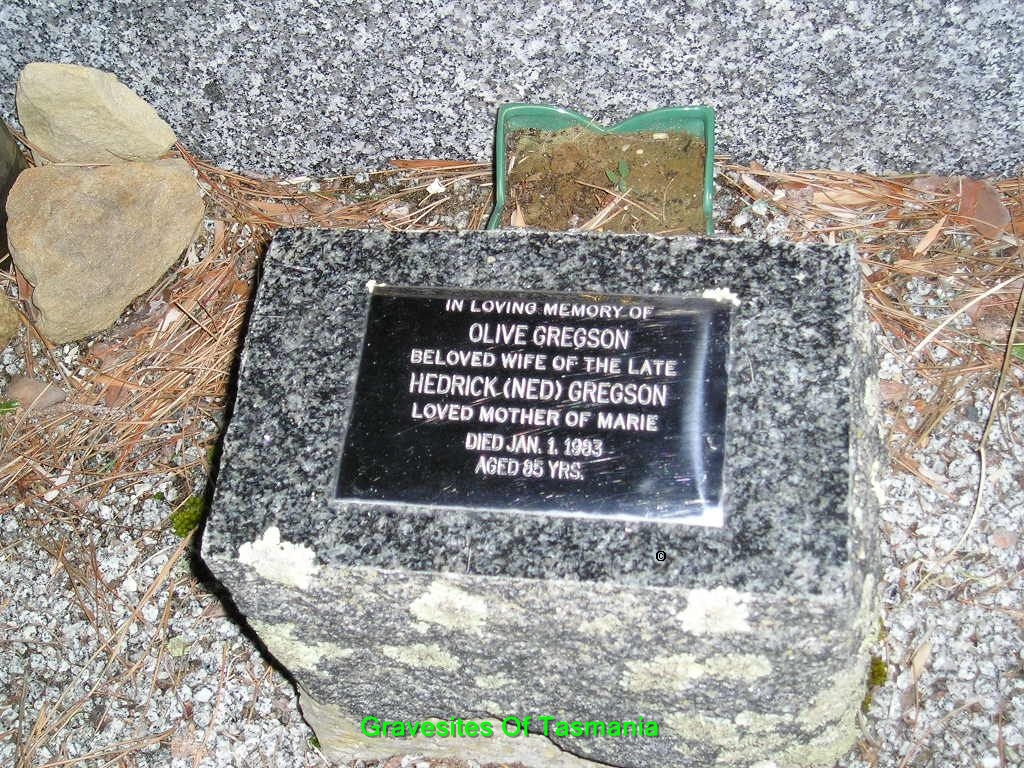 IN LOVING MEMORY OF
OLIVE GREGSON
BELOVED WIFE OF THE LATE
HEDRICK (NED) GREGSON
LOVED MOTHER OF MARIE
DIED JAN. 1. 1993
AGED 85 YRS.
©
Gravesites Of Tasmania